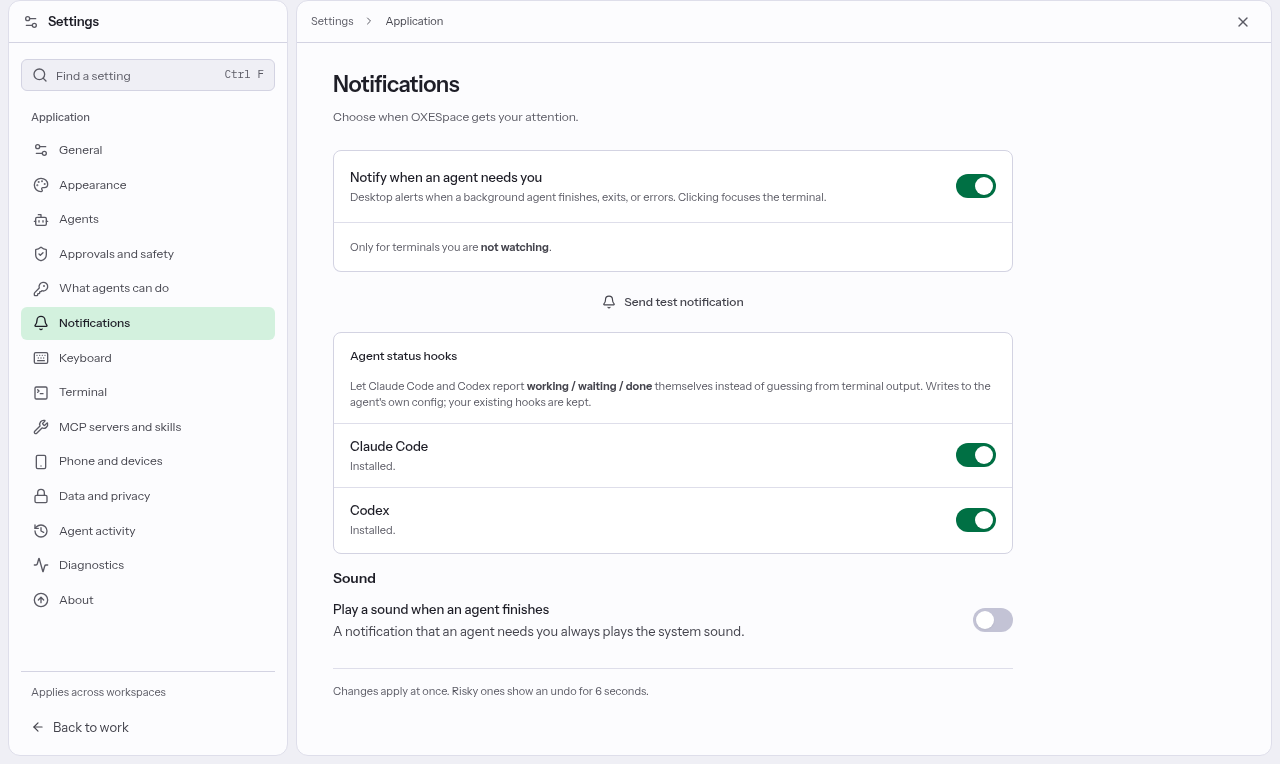 Settings
Find a setting
Ctrl F
Application
General
Appearance
Agents
Approvals and safety
What agents can do
Notifications
Keyboard
Terminal
MCP servers and skills
Phone and devices
Data and privacy
Agent activity
Diagnostics
About
Applies across workspaces
Back to work
Settings
Application
Notifications
Choose when OXESpace gets your attention.
Notify when an agent needs you
Desktop alerts when a background agent finishes, exits, or errors. Clicking focuses the terminal.
Only for terminals you are not watching.
Send test notification
Agent status hooks
Let Claude Code and Codex report working / waiting / done themselves instead of guessing from terminal output. Writes to the
agent's own config; your existing hooks are kept.
Claude Code
Installed.
Codex
Installed.
Sound
Play a sound when an agent finishes
A notification that an agent needs you always plays the system sound.
Changes apply at once. Risky ones show an undo for 6 seconds.